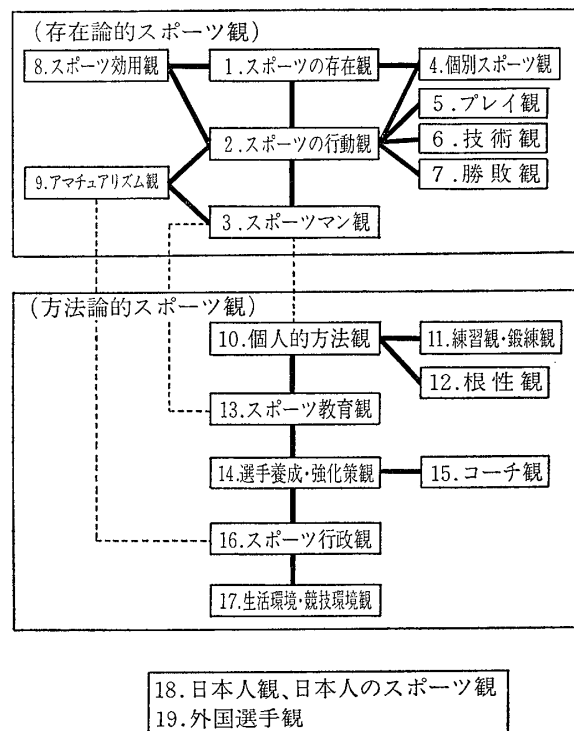 (存在論的スポーツ観)
8.スポーツ効用観
1.スポーツの存在観
4.個別スポーツ観
5.プレイ観
2.スポーツの行動観
6.技術観
7.勝敗観
9.アマチュアリズム観
3.スポーツマン観
(方法論的スポーツ観)
10.個人的方法観
11.練習観・鍛練観
12.根性観
13.スポーツ教育観
14.選手養成・強化策観
15.コーチ観
16.スポーツ行政観
17.生活環境・競技環境観
18.日本人観、日本人のスポーツ観
19.外国選手観